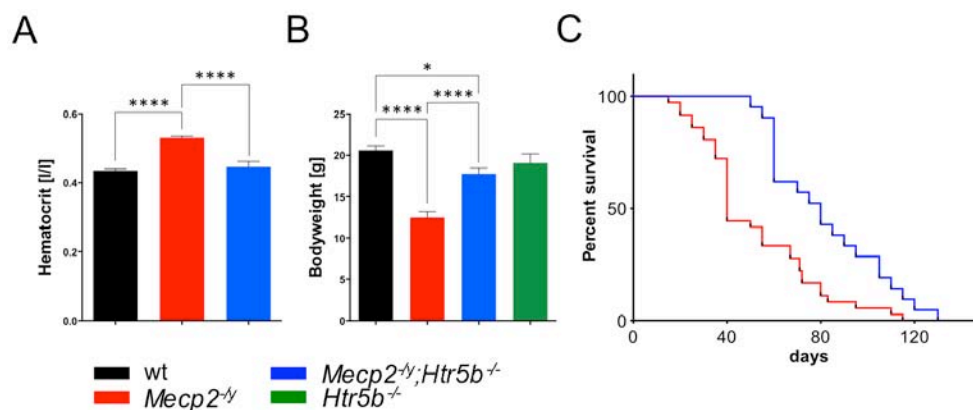 A
B
C
****
****
*
****
****
Hematocrit [l/l]
0.6
0.4
0.2
0.0
Bodyweight [g]
25
20
15
10
5
0
Percent survival
100
50
0
0
40
80
120
days
wt
Mecp2-/y
Mecp2-/y;Htr5b-/-
Htr5b-/-